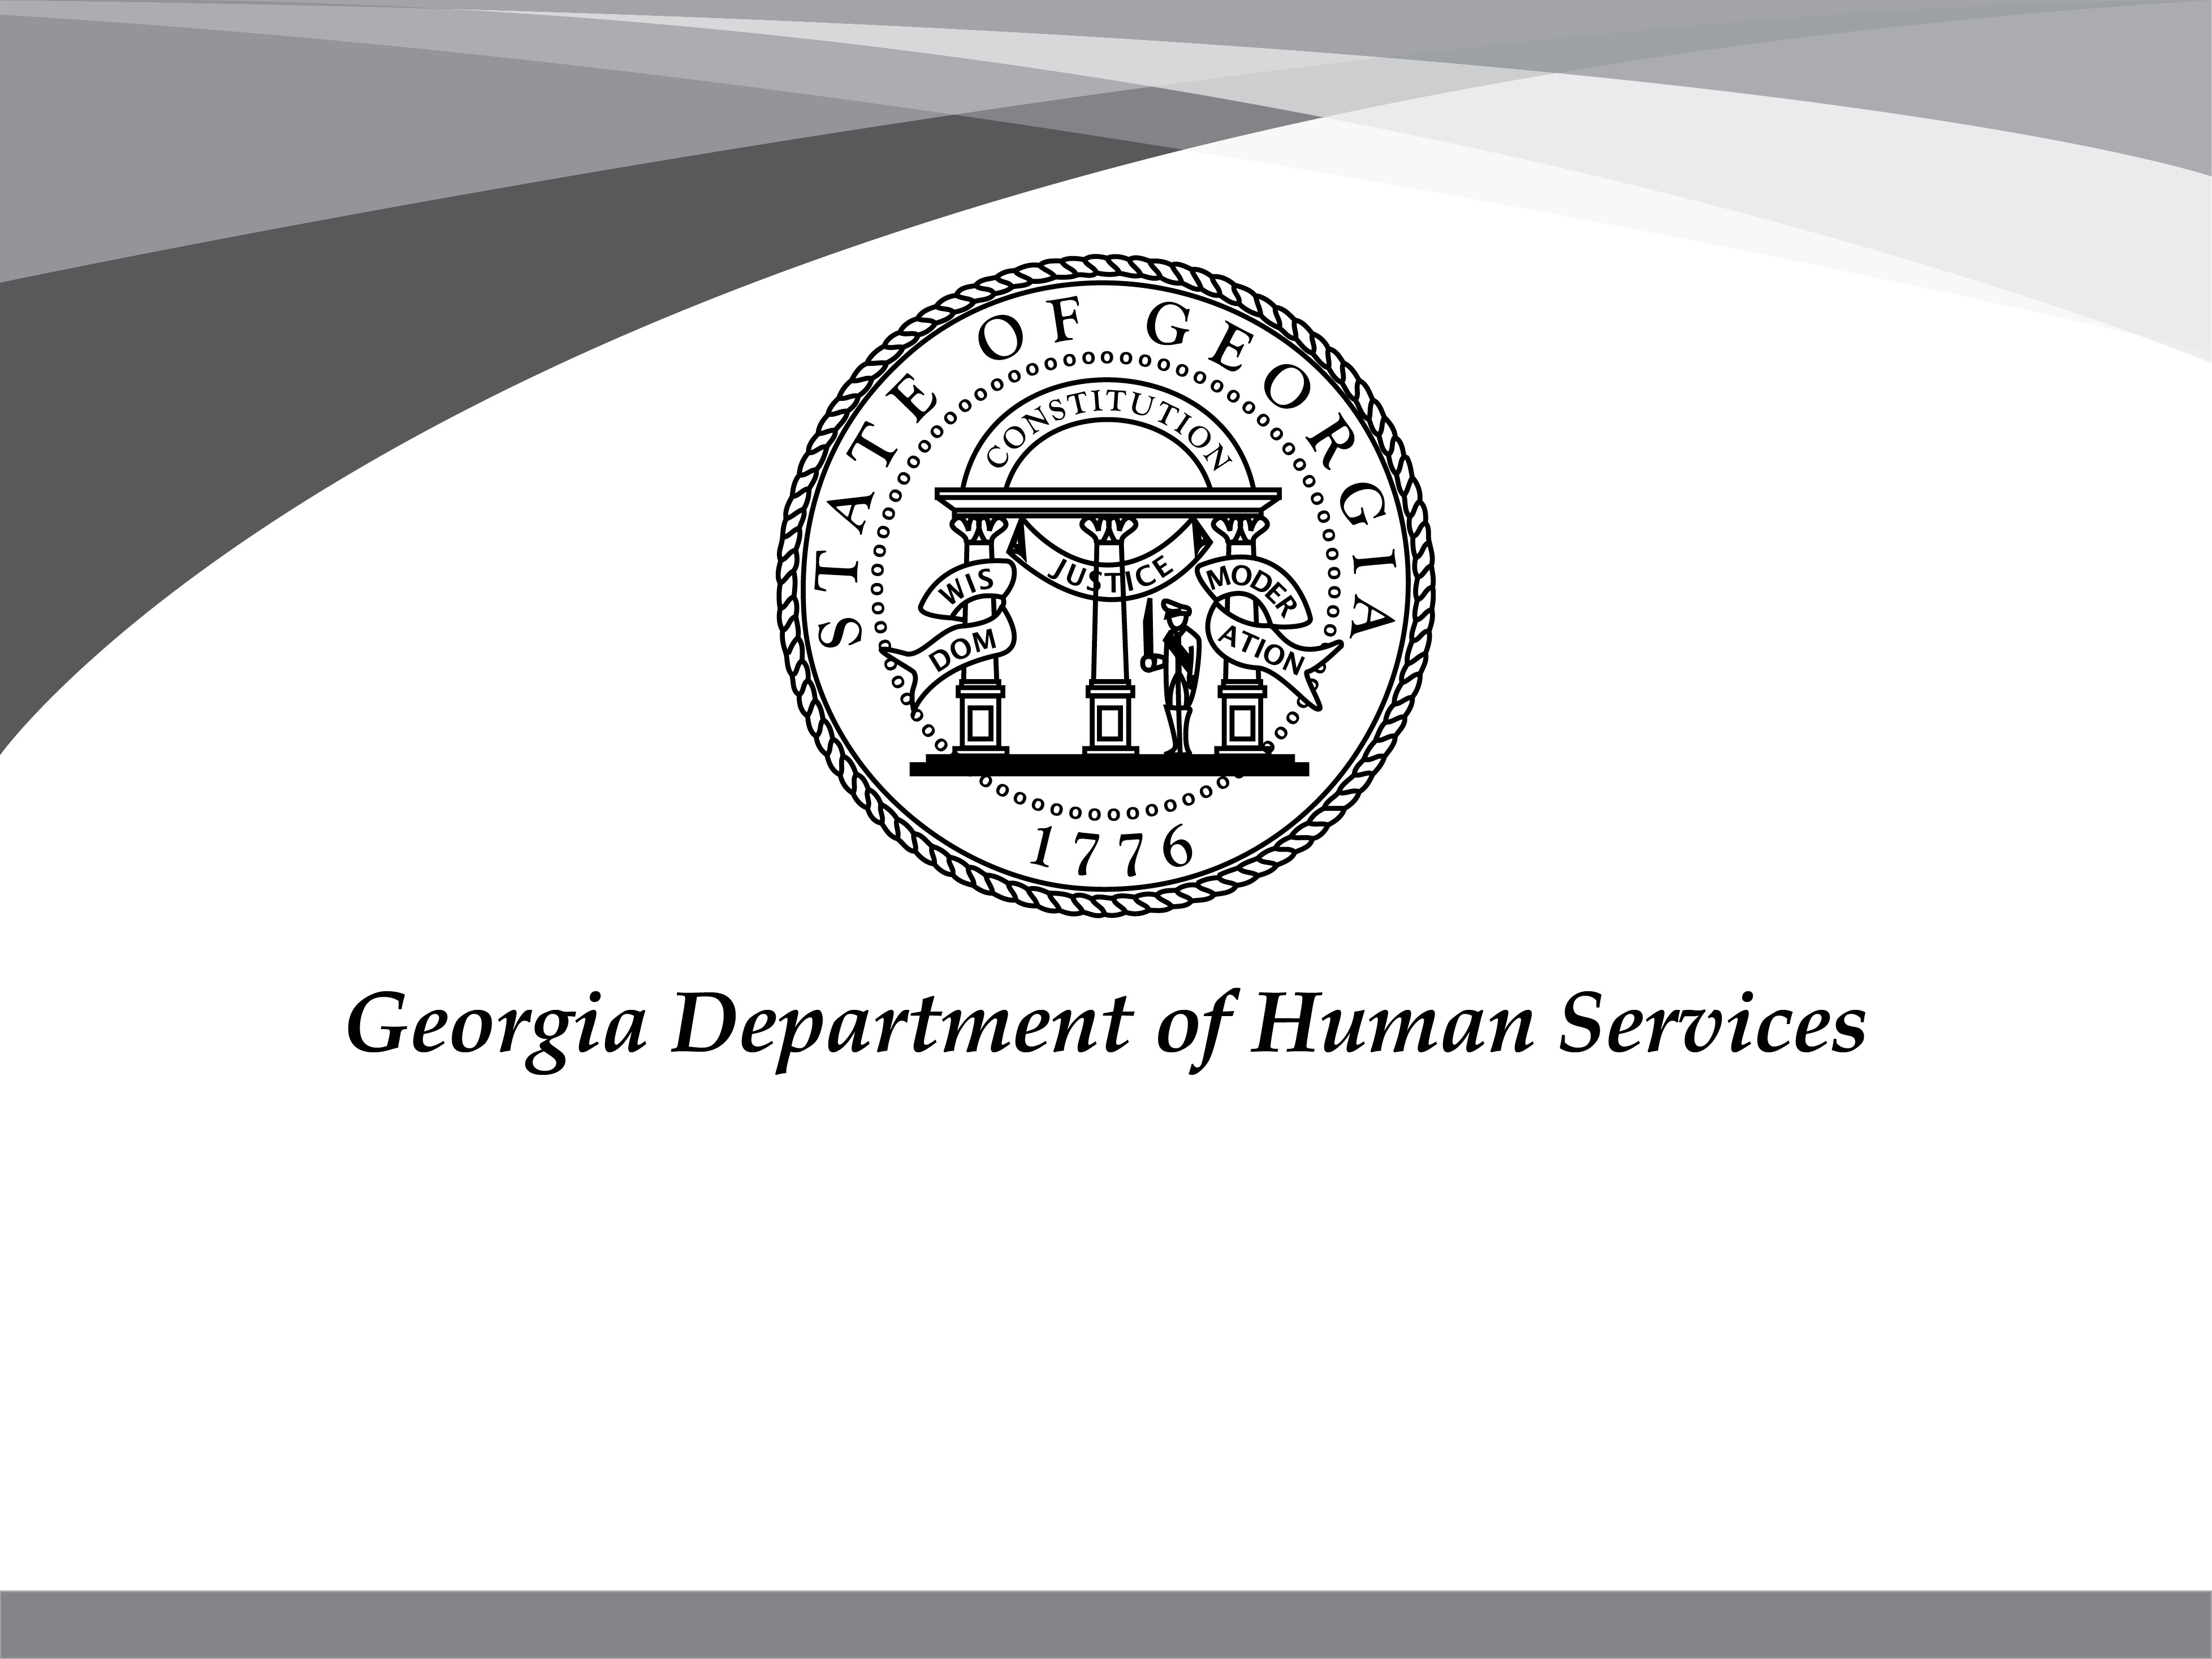 STATE OF GEORGIA
CONSTITUTION
WIS
DOM
JUSTICE
MODER
ATION
1776
Georgia Department of Human Services